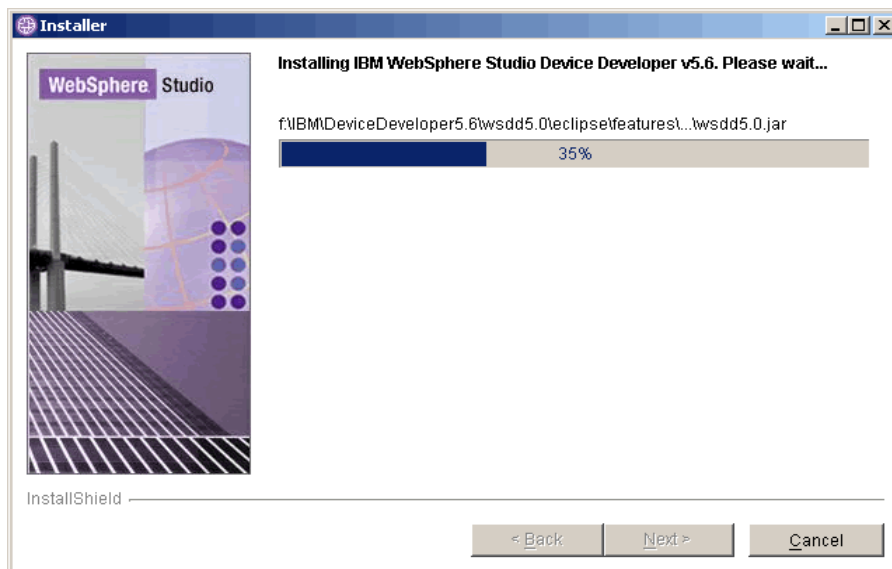 Installer
WebSphere Studio
Installing IBM WebSphere Studio Device Developer v5.6. Please wait...
f:\IBM\DeviceDeveloper5.6\wsdd5.0\eclipse\features\...\wsdd5.0.jar
35%
InstallShield
< Back Next > Cancel